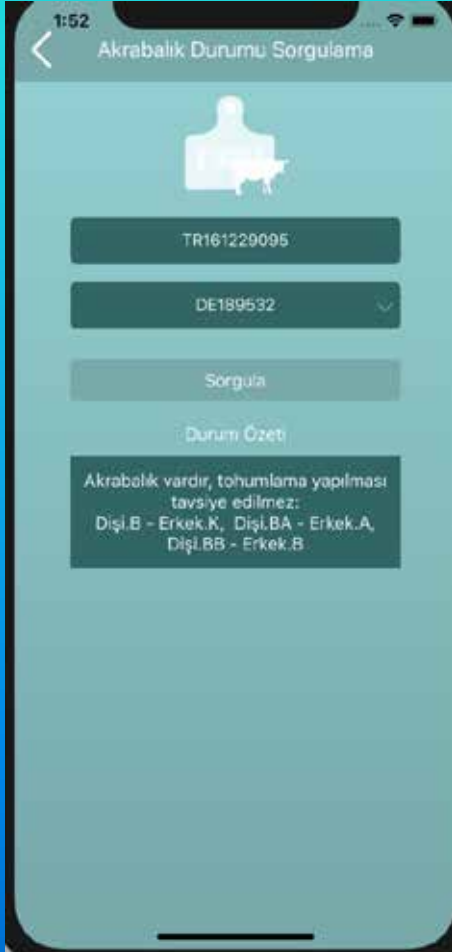 1:52
Akrabalık Durumu Sorgulama
TR161229095
DE189532
Sorgula
Durum Özeti
Akrabalık vardır, tohumlama yapılması
tavsiye edilmez:
Dişi.B - Erkek.K, Dişi.BA - Erkek.A,
Dişi.BB - Erkek.B